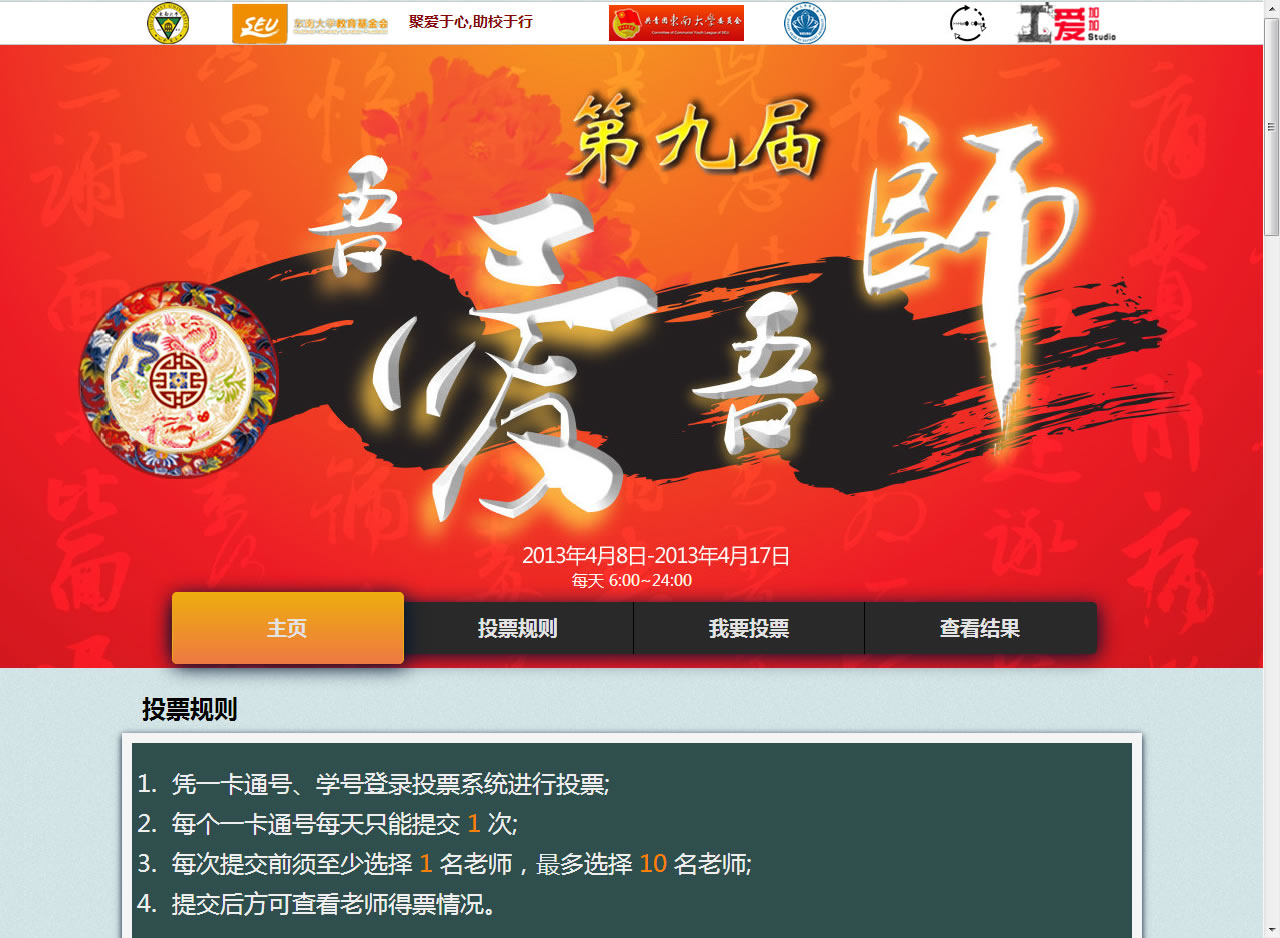 SEU 东南大学教育基金会 聚爱于心,助校于行 共青团东南大学委员会 工爱加加 Studio
Committee of Communist Youth League of SEU
第九届
吾爱吾師
2013年4月8日-2013年4月17日
每天 6:00~24:00
主页 投票规则 我要投票 查看结果
投票规则
1. 凭一卡通号、学号登录投票系统进行投票;
2. 每个一卡通号每天只能提交 1 次;
3. 每次提交前须至少选择 1 名老师，最多选择 10 名老师;
4. 提交后方可查看老师得票情况。